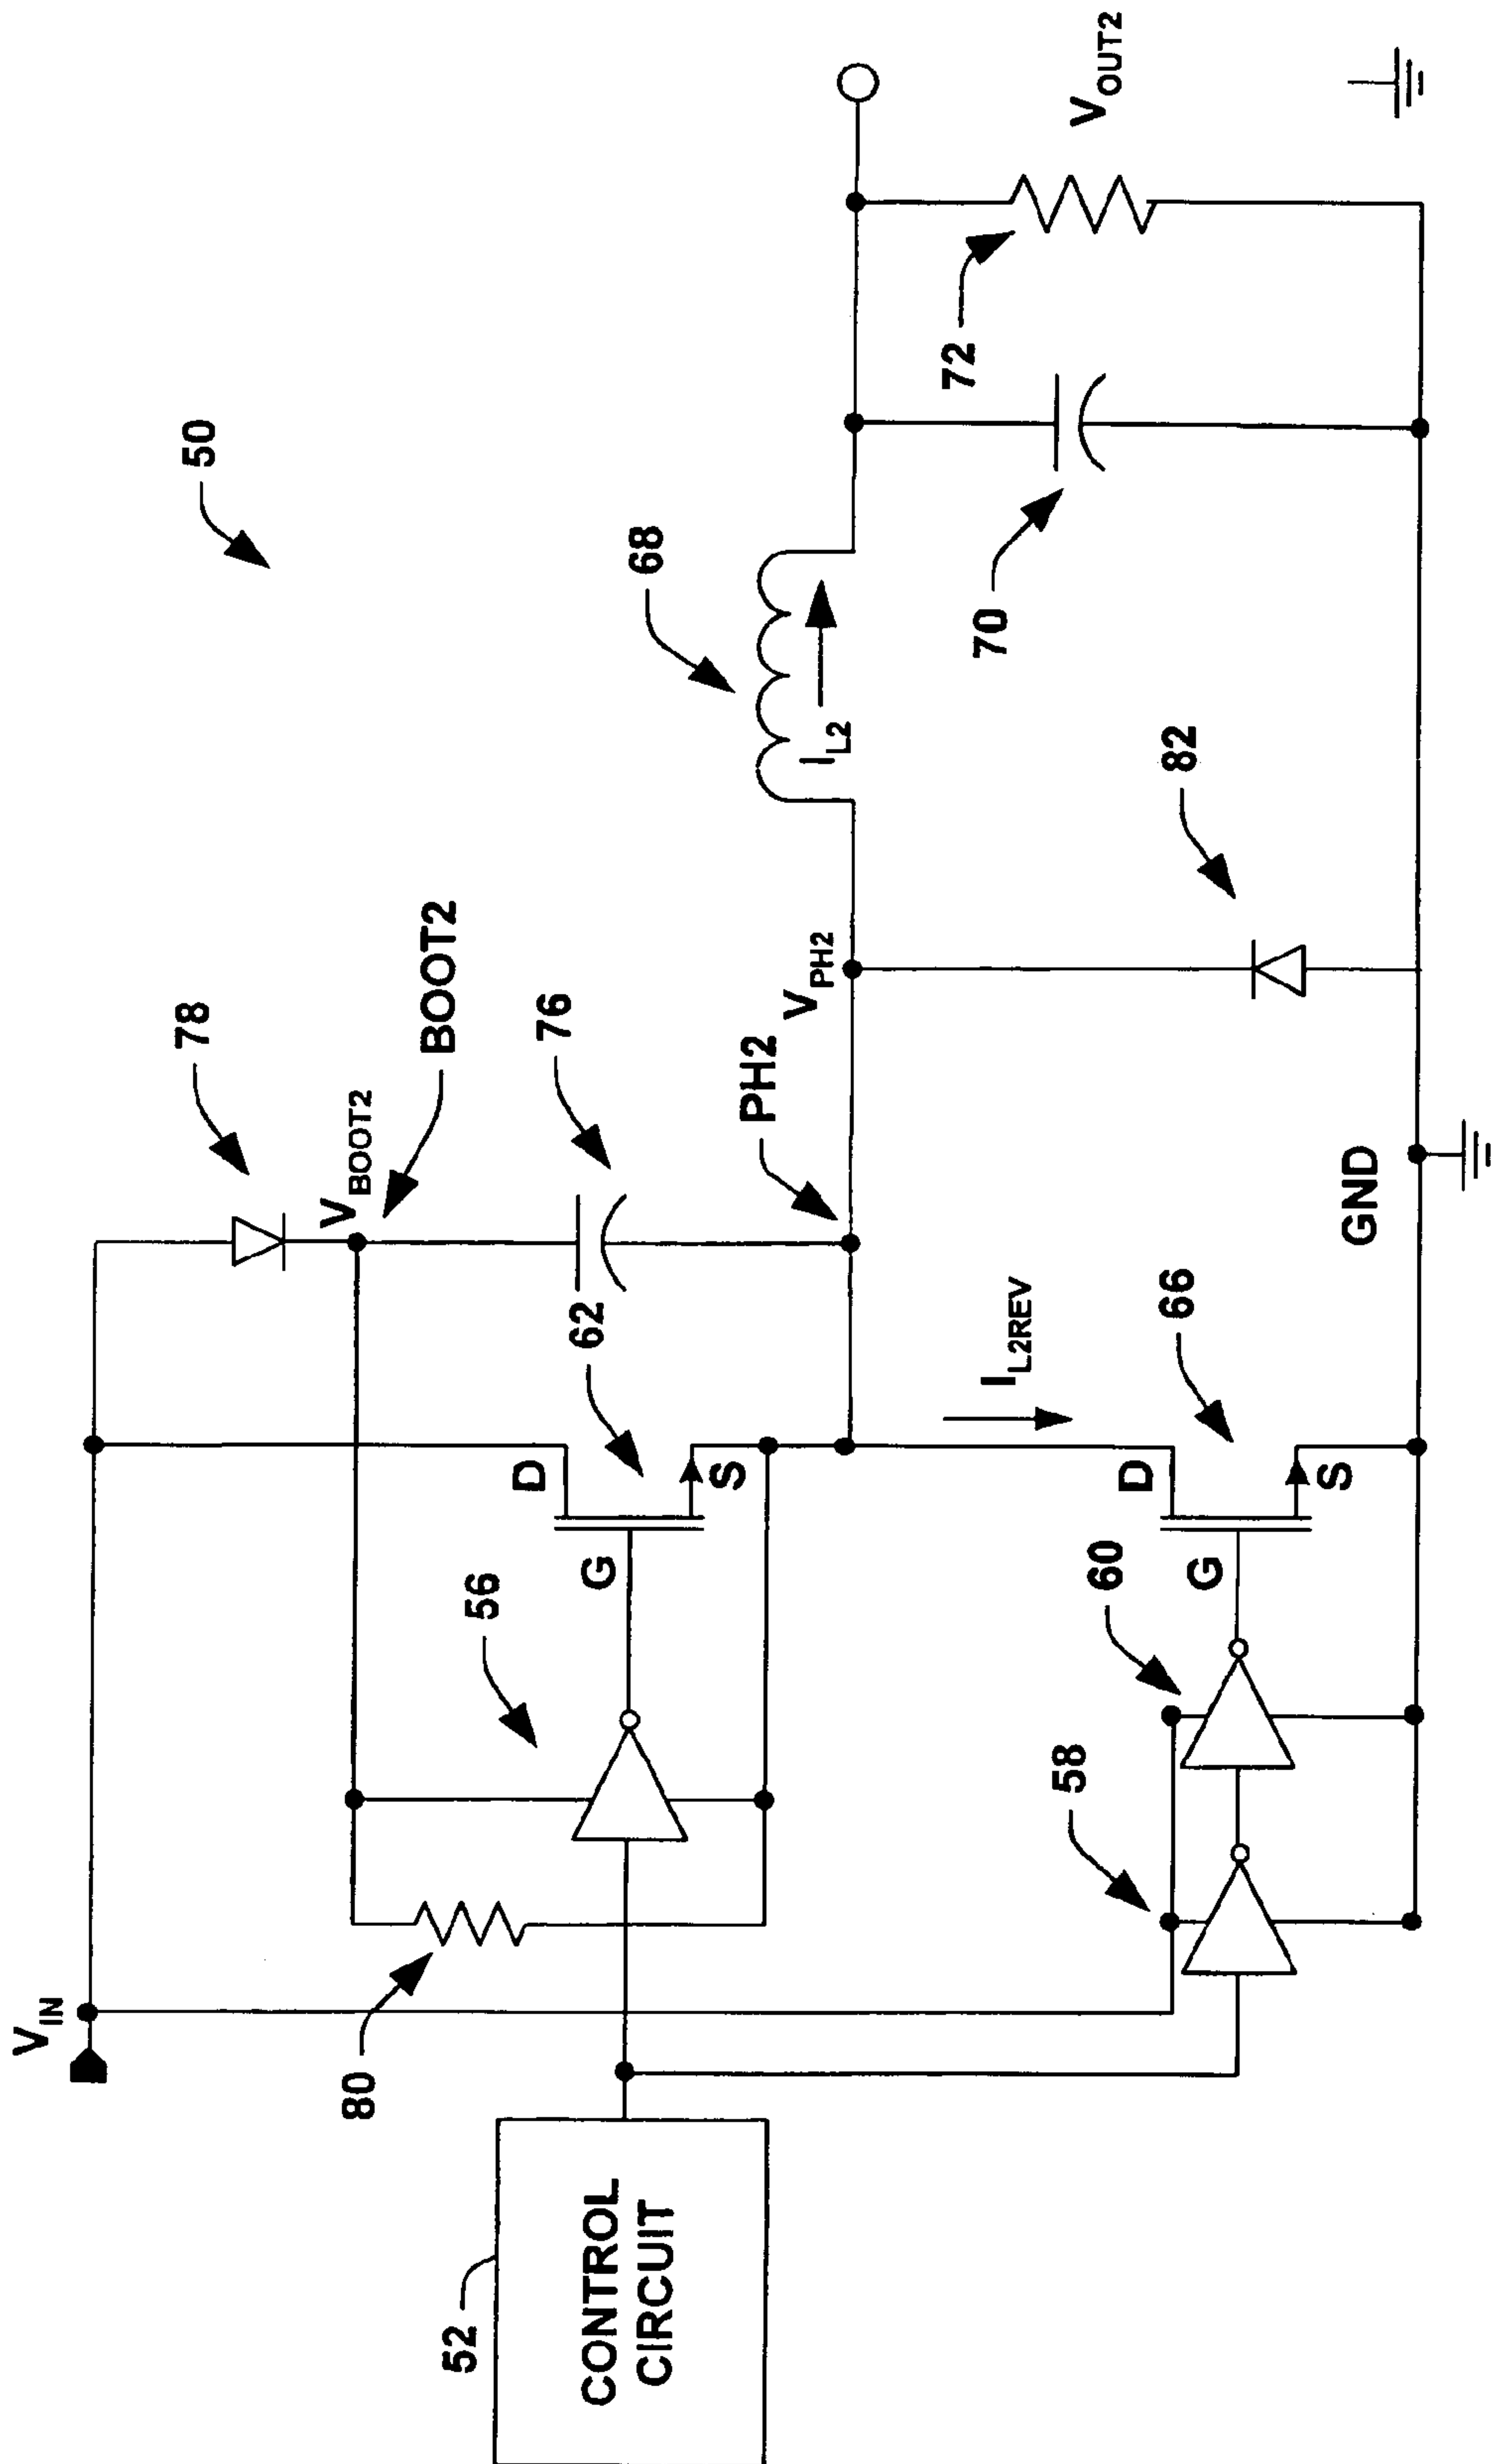 50
V_IN
78
V_BOOT2
BOOT2
80
56
62
76
68
D
G
S
PH2
V_PH2
I_L2
52
CONTROL
CIRCUIT
58
60
D
G
S
66
I_L2REV
GND
82
70
72
V_OUT2